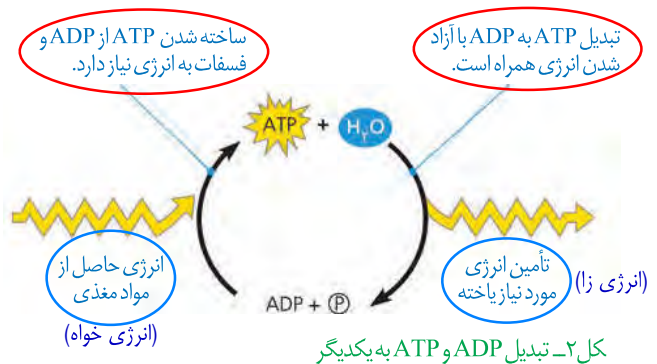 ساخته شدن ATP از ADP و
فسفات به انرژی نیاز دارد.
تبدیل ATP به ADP با آزاد
شدن انرژی همراه است.
ATP + H₂O
انرژی حاصل از
مواد مغذی
(انرژی خواه)
تأمین انرژی
مورد نیاز یاخته
(انرژی زا)
ADP + P
کل ۲ــ تبدیل ADP و ATP به یکدیگر